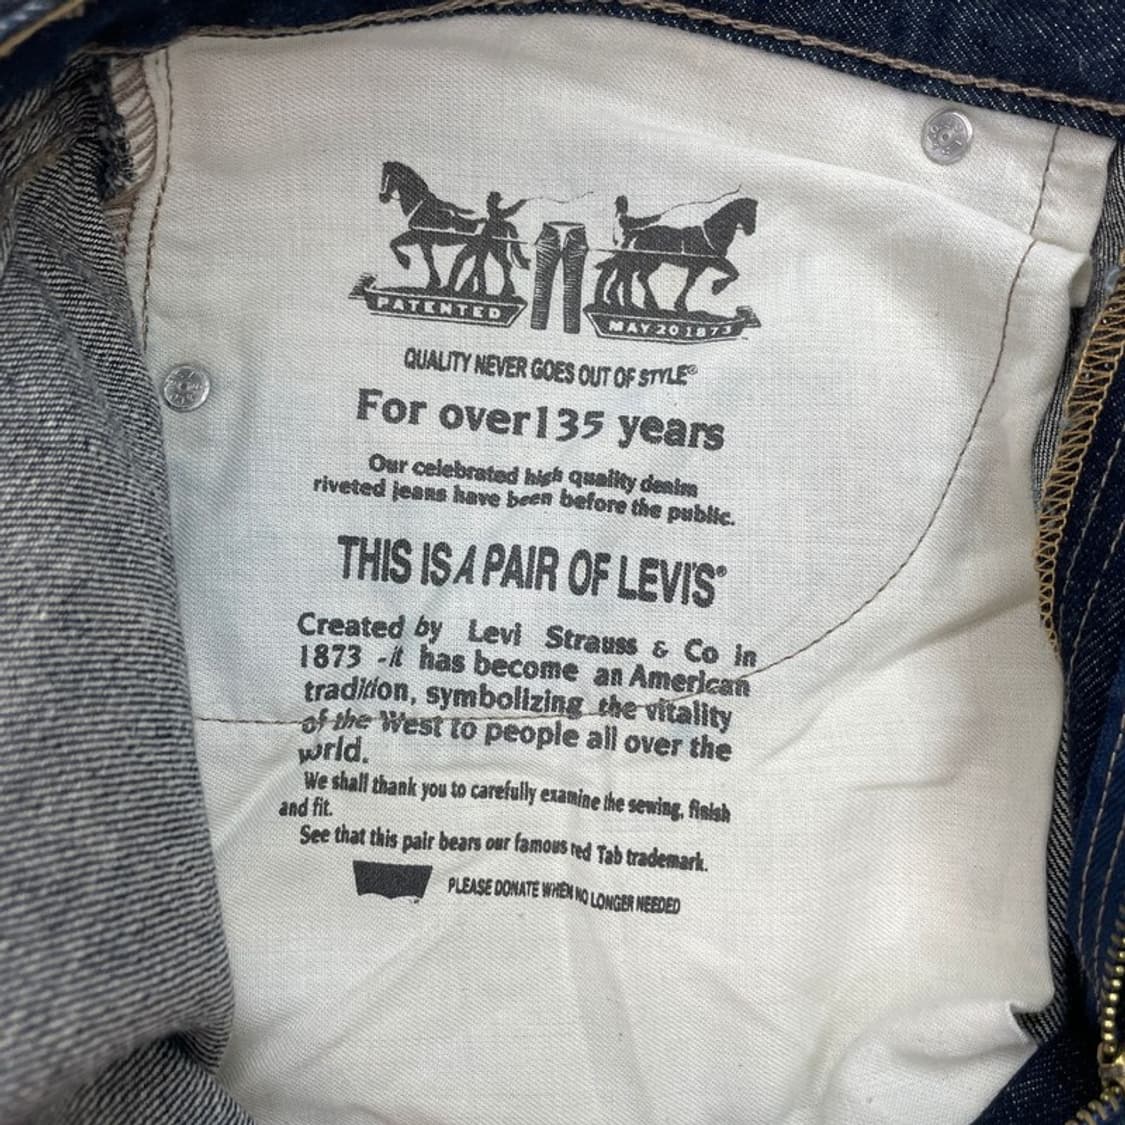 PATENTED
MAY 20 1873
QUALITY NEVER GOES OUT OF STYLE®
For over135 years
Our celebrated high quality denim
riveted jeans have been before the public.
THIS IS A PAIR OF LEVI'S®
Created by Levi Strauss & Co in
1873 -it has become an American
tradition, symbolizing the vitality
of the West to people all over the
wrld.
We shall thank you to carefully examine the sewing, finish
and fit.
See that this pair bears our famous red Tab trademark.
PLEASE DONATE WHEN NO LONGER NEEDED